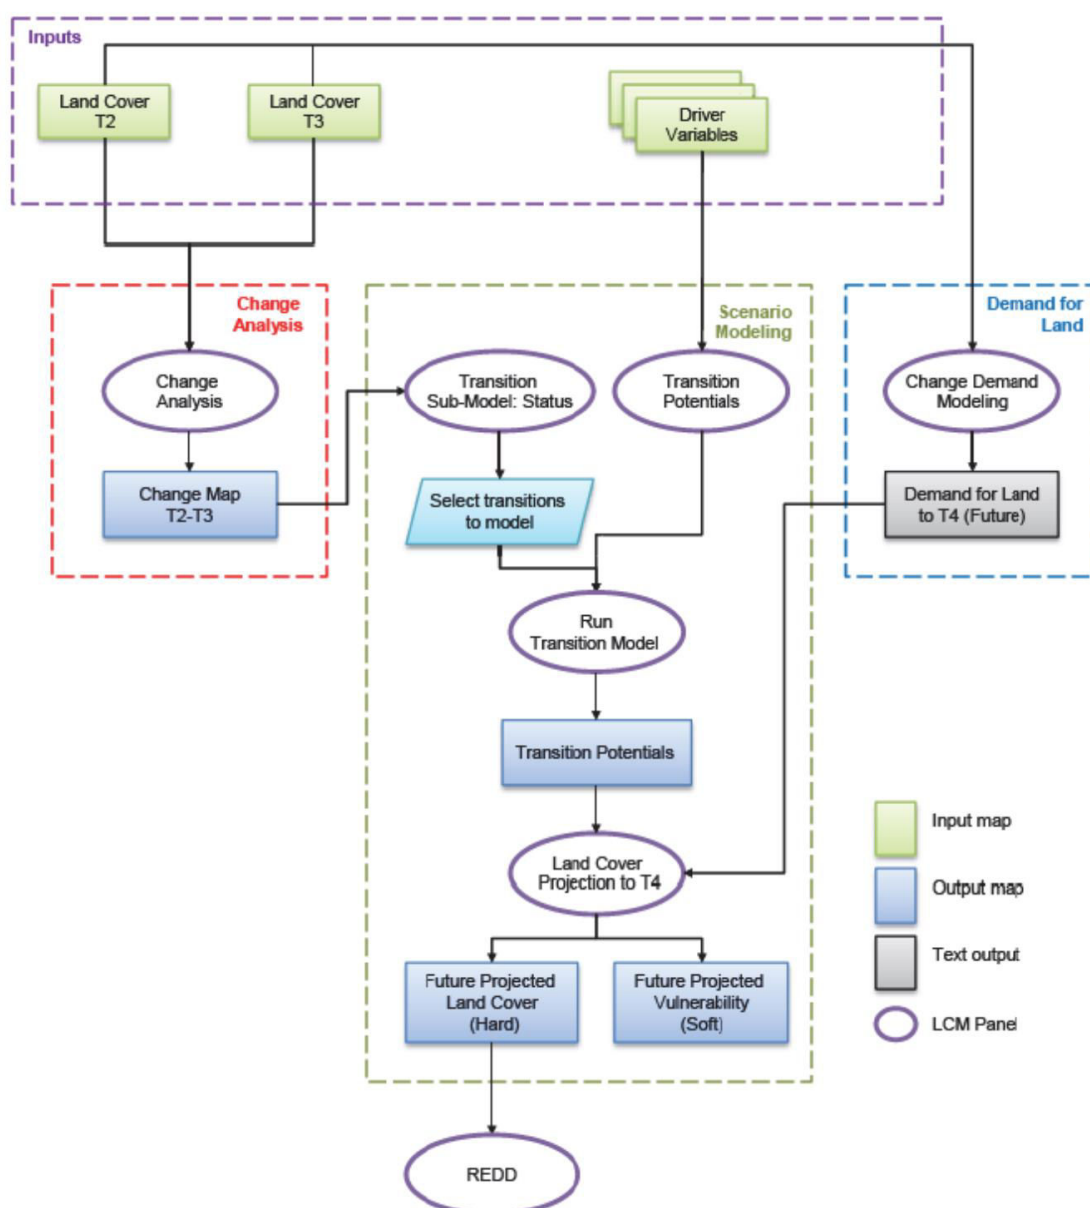 Inputs
Land Cover
T2
Land Cover
T3
Driver
Variables
Change
Analysis
Scenario
Modeling
Demand for
Land
Change
Analysis
Transition
Sub-Model: Status
Transition
Potentials
Change Demand
Modeling
Change Map
T2-T3
Select transitions
to model
Demand for Land
to T4 (Future)
Run
Transition Model
Transition Potentials
Land Cover
Projection to T4
Future Projected
Land Cover
(Hard)
Future Projected
Vulnerability
(Soft)
REDD
Input map
Output map
Text output
LCM Panel